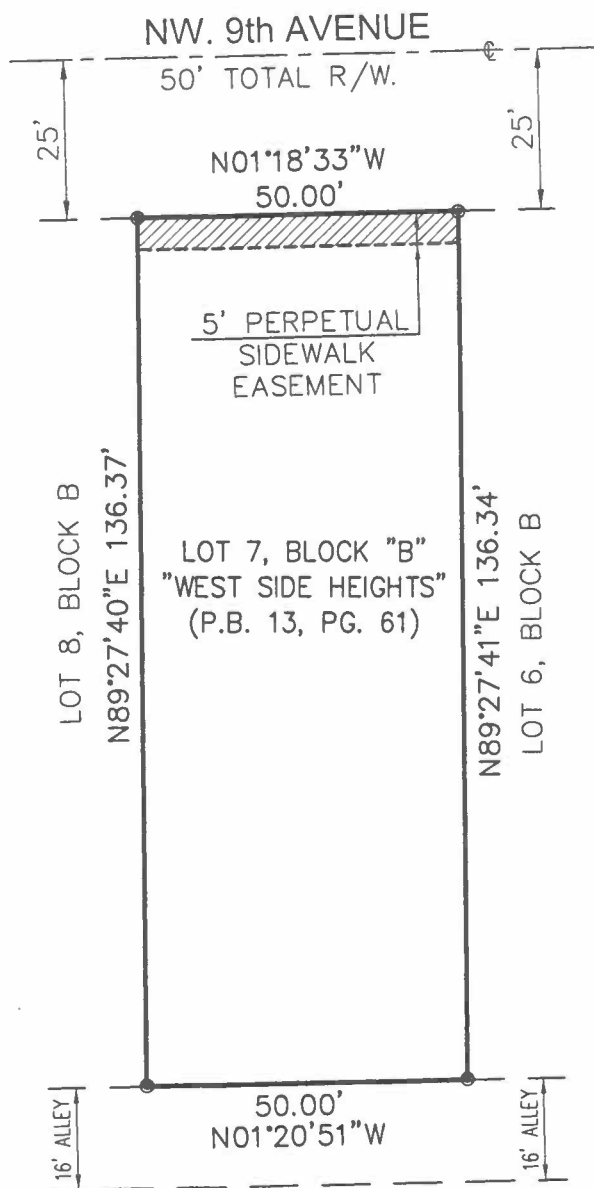 NW. 9th AVENUE
℄
50' TOTAL R/W.
25'
25'
N01°18'33"W
50.00'
5' PERPETUAL
SIDEWALK
EASEMENT
LOT 8, BLOCK B
N89°27'40"E 136.37'
LOT 7, BLOCK "B"
"WEST SIDE HEIGHTS"
(P.B. 13, PG. 61)
N89°27'41"E 136.34'
LOT 6, BLOCK B
50.00'
N01°20'51"W
16' ALLEY
16' ALLEY